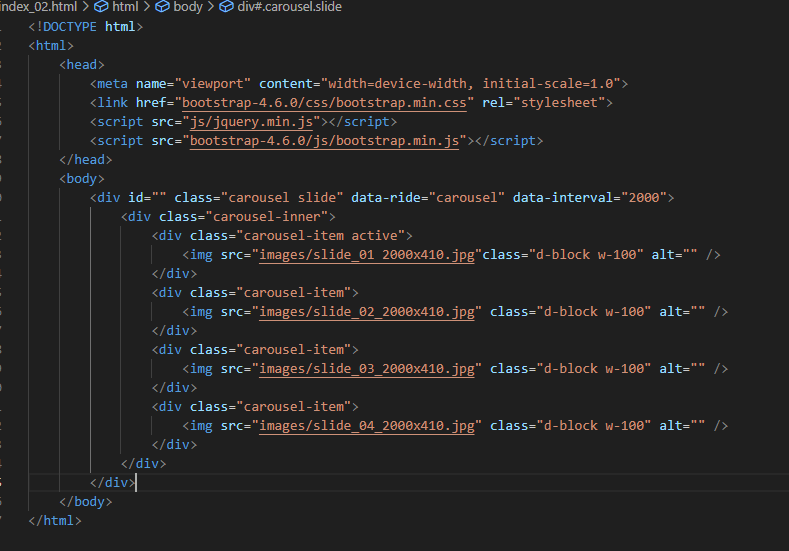 index_02.html > html > body > div#.carousel.slide
<!DOCTYPE html>
<html>
<head>
<meta name="viewport" content="width=device-width, initial-scale=1.0">
<link href="bootstrap-4.6.0/css/bootstrap.min.css" rel="stylesheet">
<script src="js/jquery.min.js"></script>
<script src="bootstrap-4.6.0/js/bootstrap.min.js"></script>
</head>
<body>
<div id="" class="carousel slide" data-ride="carousel" data-interval="2000">
<div class="carousel-inner">
<div class="carousel-item active">
<img src="images/slide_01 2000x410.jpg"class="d-block w-100" alt="" />
</div>
<div class="carousel-item">
<img src="images/slide_02_2000x410.jpg" class="d-block w-100" alt="" />
</div>
<div class="carousel-item">
<img src="images/slide_03_2000x410.jpg" class="d-block w-100" alt="" />
</div>
<div class="carousel-item">
<img src="images/slide_04_2000x410.jpg" class="d-block w-100" alt="" />
</div>
</div>
</div>
</body>
</html>